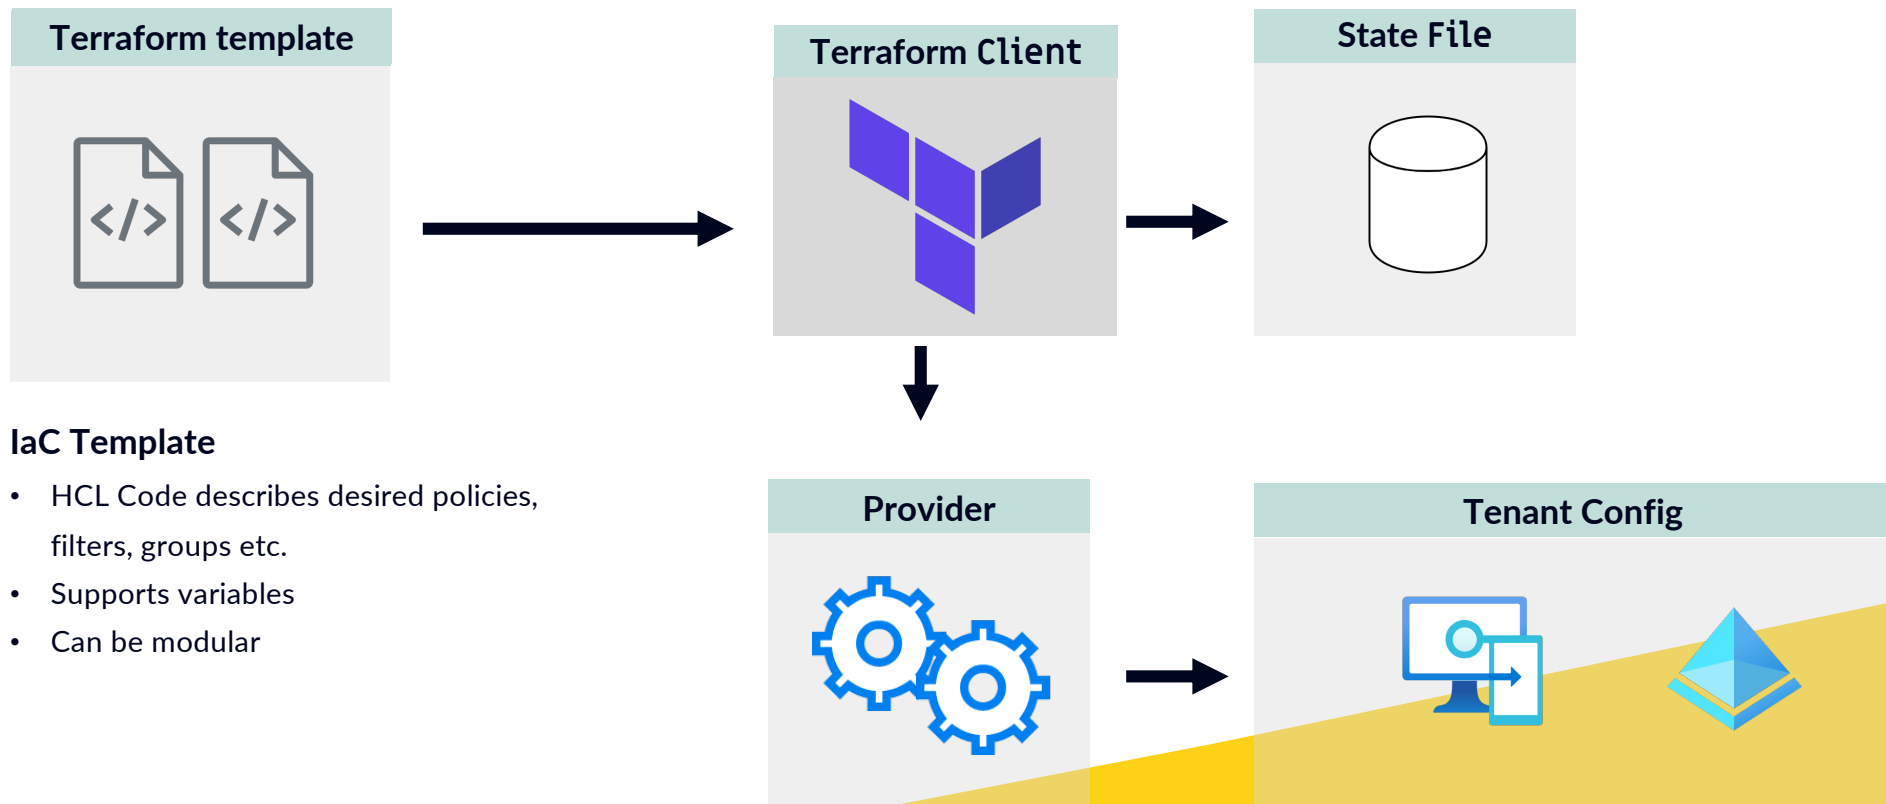 Terraform template
Terraform Client
State File
</>
</>
IaC Template
• HCL Code describes desired policies,
filters, groups etc.
• Supports variables
• Can be modular
Provider
Tenant Config